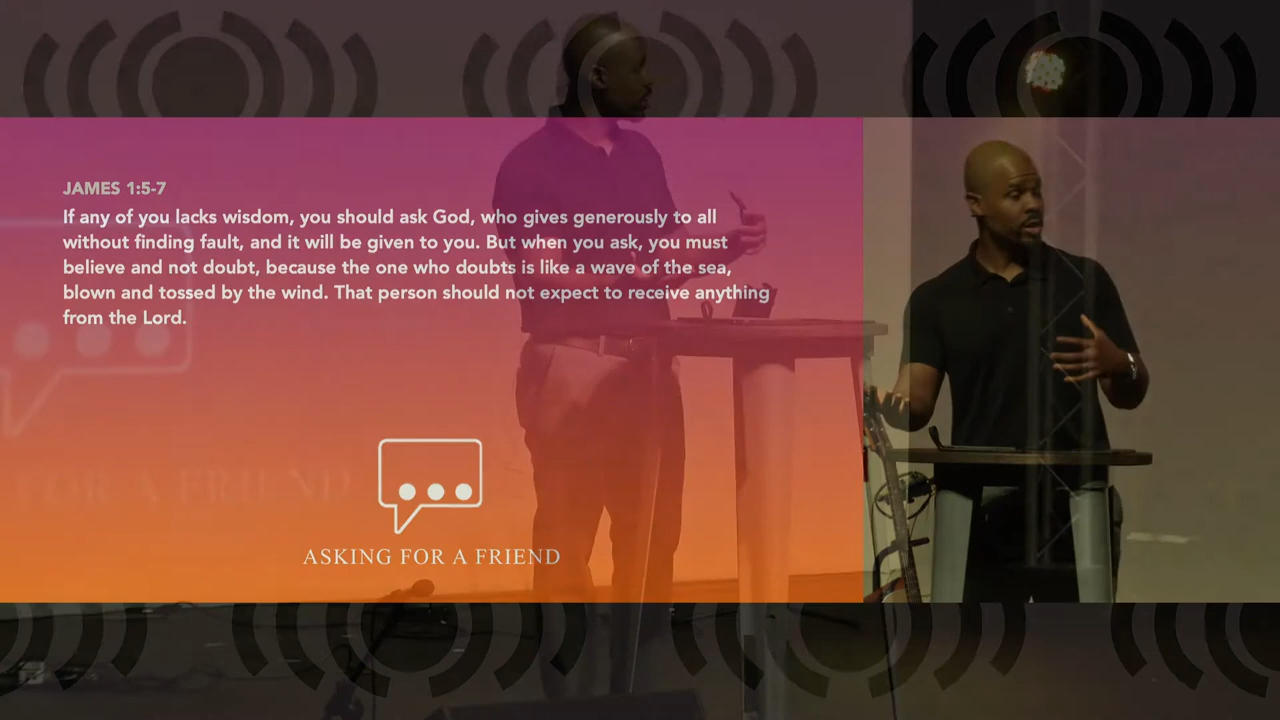 JAMES 1:5-7
If any of you lacks wisdom, you should ask God, who gives generously to all
without finding fault, and it will be given to you. But when you ask, you must
believe and not doubt, because the one who doubts is like a wave of the sea,
blown and tossed by the wind. That person should not expect to receive anything
from the Lord.
FOR A FRIEND
ASKING FOR A FRIEND